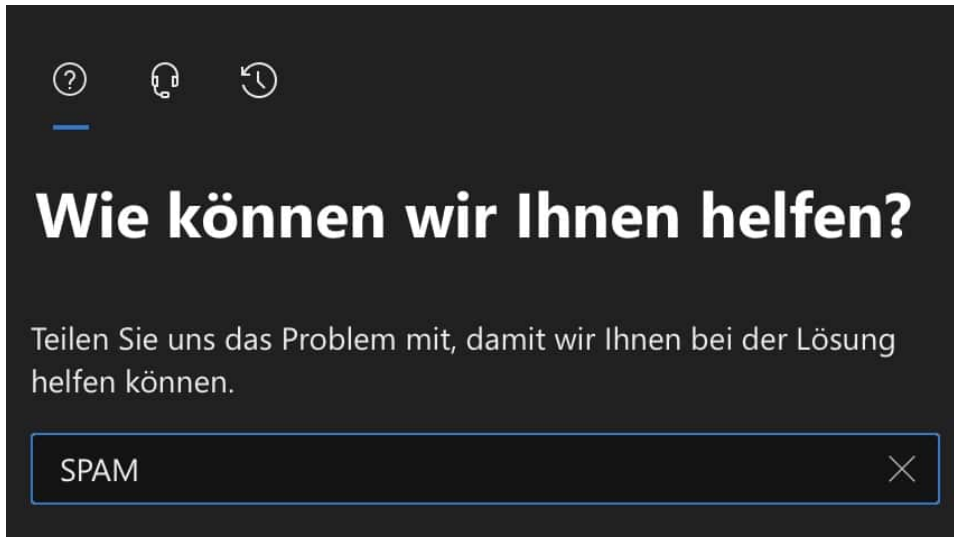 Wie können wir Ihnen helfen?
Teilen Sie uns das Problem mit, damit wir Ihnen bei der Lösung
helfen können.
SPAM